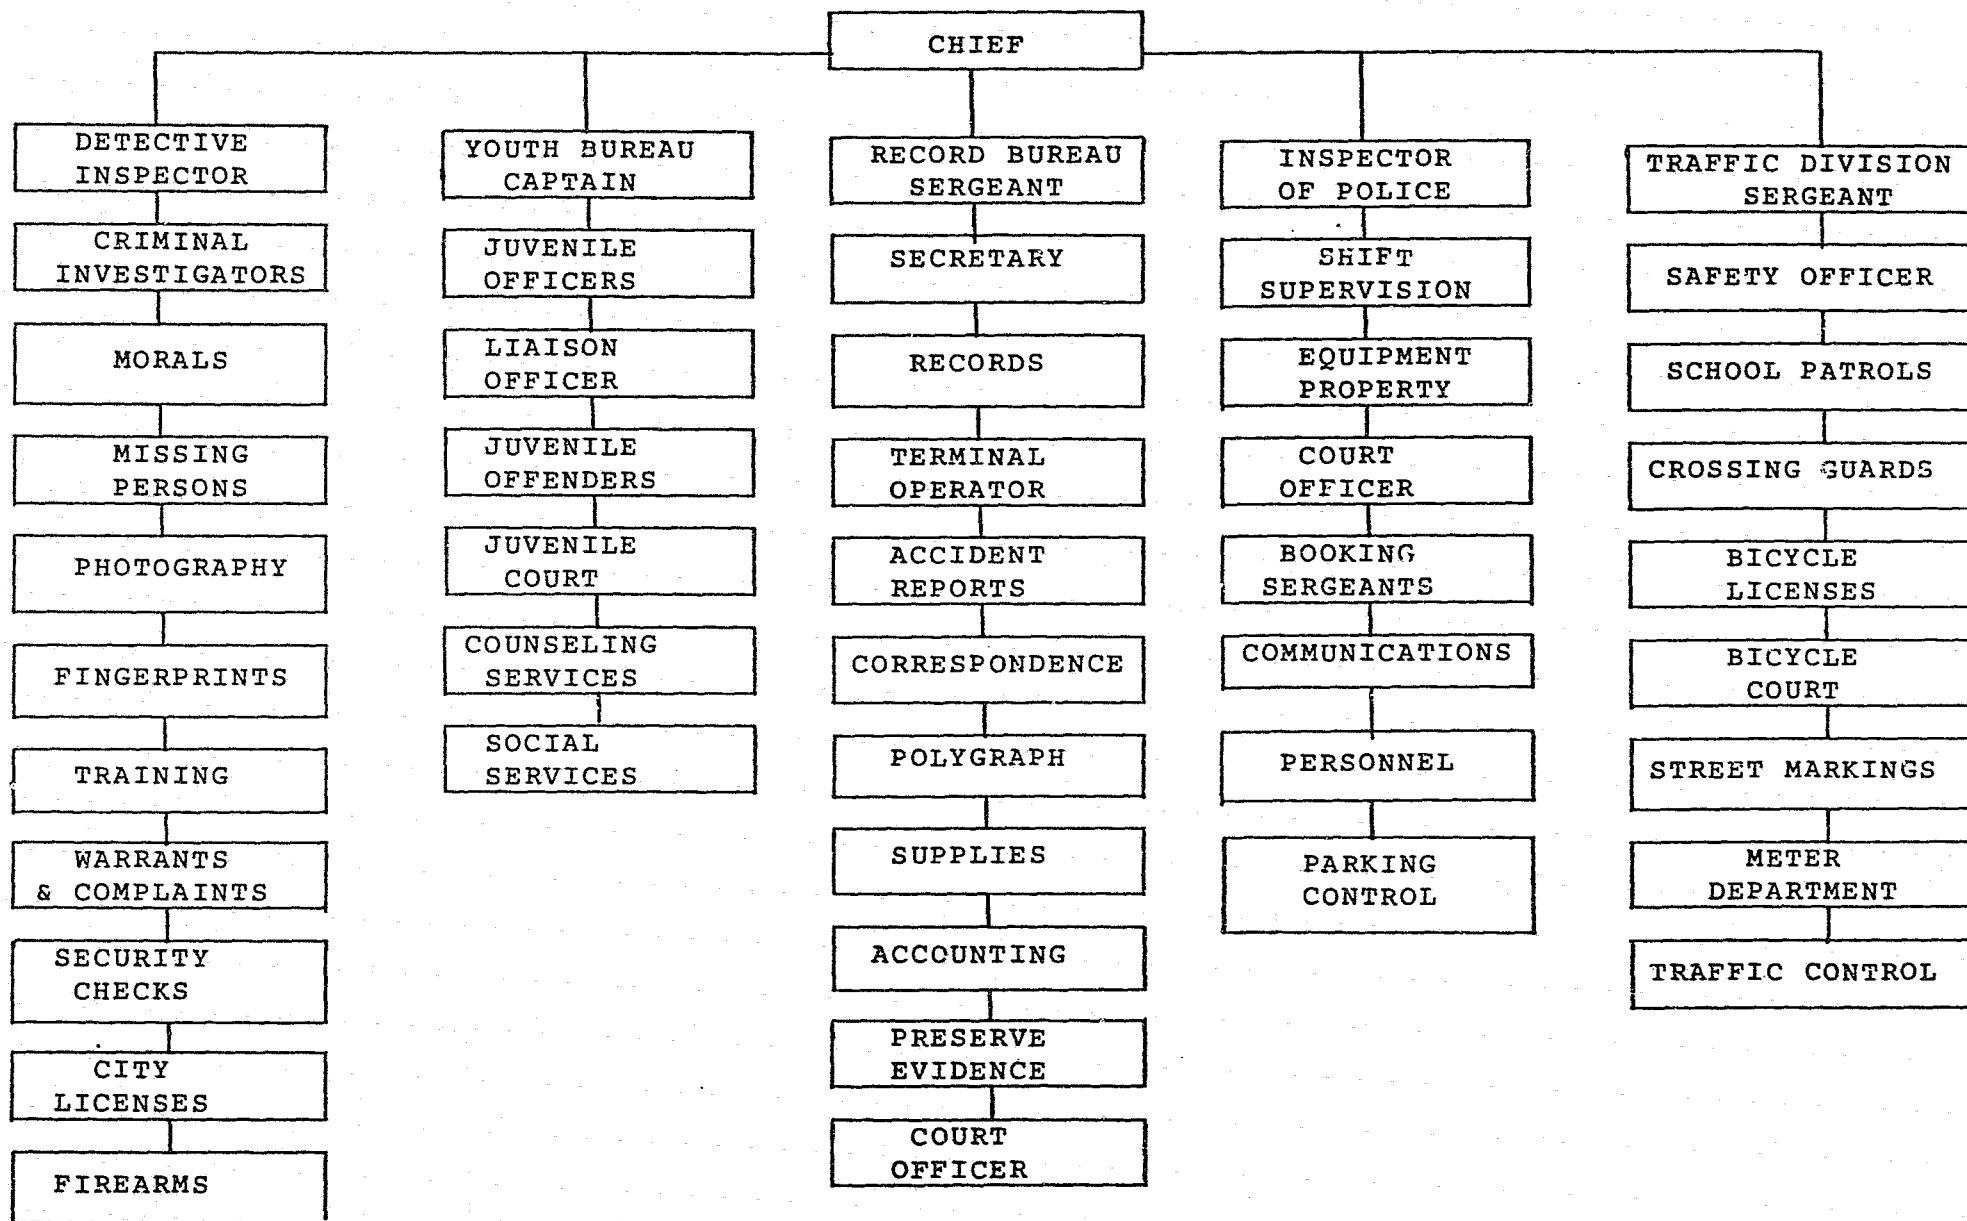 CHIEF
DETECTIVE
INSPECTOR
CRIMINAL
INVESTIGATORS
MORALS
MISSING
PERSONS
PHOTOGRAPHY
FINGERPRINTS
TRAINING
WARRANTS
& COMPLAINTS
SECURITY
CHECKS
CITY
LICENSES
FIREARMS
YOUTH BUREAU
CAPTAIN
JUVENILE
OFFICERS
LIAISON
OFFICER
JUVENILE
OFFENDERS
JUVENILE
COURT
COUNSELING
SERVICES
SOCIAL
SERVICES
RECORD BUREAU
SERGEANT
SECRETARY
RECORDS
TERMINAL
OPERATOR
ACCIDENT
REPORTS
CORRESPONDENCE
POLYGRAPH
SUPPLIES
ACCOUNTING
PRESERVE
EVIDENCE
COURT
OFFICER
INSPECTOR
OF POLICE
SHIFT
SUPERVISION
EQUIPMENT
PROPERTY
COURT
OFFICER
BOOKING
SERGEANTS
COMMUNICATIONS
PERSONNEL
PARKING
CONTROL
TRAFFIC DIVISION
SERGEANT
SAFETY OFFICER
SCHOOL PATROLS
CROSSING GUARDS
BICYCLE
LICENSES
BICYCLE
COURT
STREET MARKINGS
METER
DEPARTMENT
TRAFFIC CONTROL